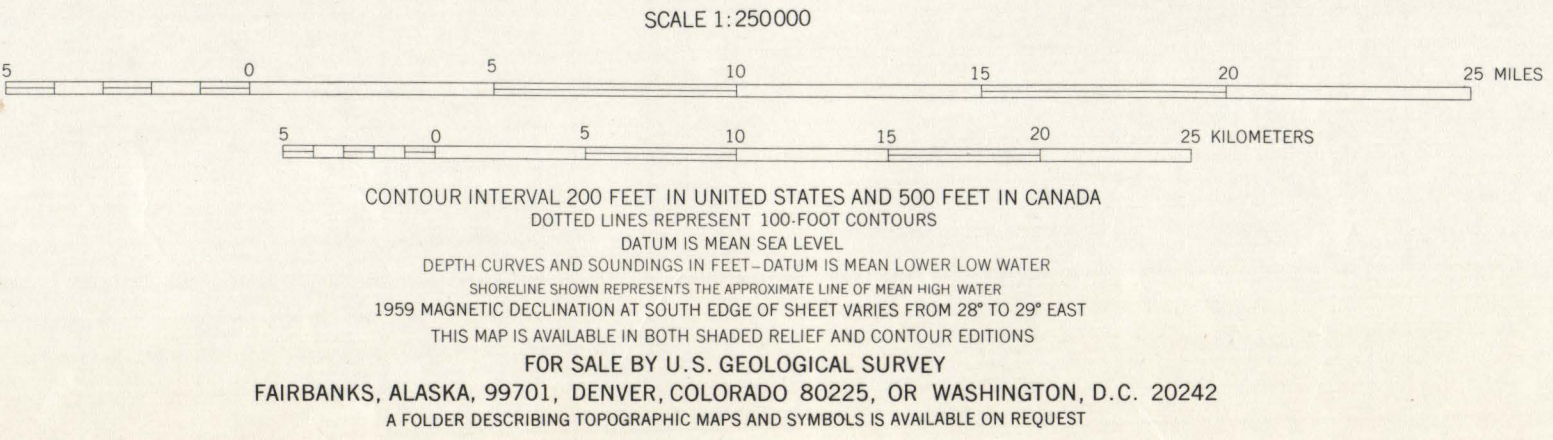 SCALE 1:250000
5 0 5 10 15 20 25 MILES
5 0 5 10 15 20 25 KILOMETERS
CONTOUR INTERVAL 200 FEET IN UNITED STATES AND 500 FEET IN CANADA
DOTTED LINES REPRESENT 100-FOOT CONTOURS
DATUM IS MEAN SEA LEVEL
DEPTH CURVES AND SOUNDINGS IN FEET—DATUM IS MEAN LOWER LOW WATER
SHORELINE SHOWN REPRESENTS THE APPROXIMATE LINE OF MEAN HIGH WATER
1959 MAGNETIC DECLINATION AT SOUTH EDGE OF SHEET VARIES FROM 28° TO 29° EAST
THIS MAP IS AVAILABLE IN BOTH SHADED RELIEF AND CONTOUR EDITIONS
FOR SALE BY U.S. GEOLOGICAL SURVEY
FAIRBANKS, ALASKA, 99701, DENVER, COLORADO 80225, OR WASHINGTON, D.C. 20242
A FOLDER DESCRIBING TOPOGRAPHIC MAPS AND SYMBOLS IS AVAILABLE ON REQUEST